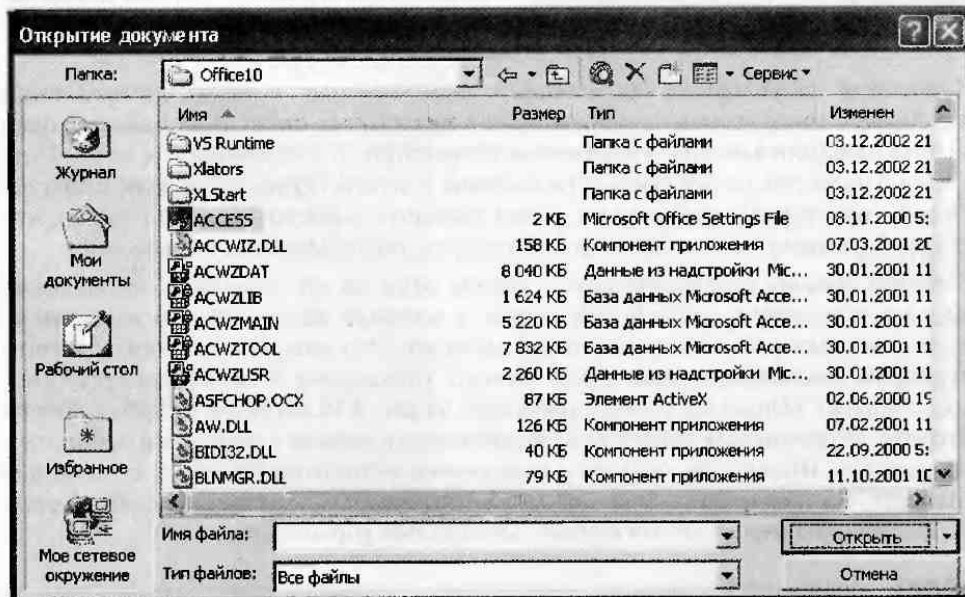 Открытие документа
Папка: Office10 Сервис
Имя Размер Тип Изменен
VS Runtime Папка с файлами 03.12.2002 21
Xlators Папка с файлами 03.12.2002 21
XLStart Папка с файлами 03.12.2002 21
ACCESS 2 КБ Microsoft Office Settings File 08.11.2000 5:
ACCWIZ.DLL 158 КБ Компонент приложения 07.03.2001 20
ACWZDAT 8 040 КБ Данные из надстройки Mic... 30.01.2001 11
ACWZLIB 1 624 КБ База данных Microsoft Acce... 30.01.2001 11
ACWZMAIN 5 220 КБ База данных Microsoft Acce... 30.01.2001 11
ACWZTOOL 7 832 КБ База данных Microsoft Acce... 30.01.2001 11
ACWZUSR 2 260 КБ Данные из надстройки Mic... 30.01.2001 11
ASFCHOP.OCX 87 КБ Элемент ActiveX 02.06.2000 19
AW.DLL 126 КБ Компонент приложения 07.02.2001 11
BIDI32.DLL 40 КБ Компонент приложения 22.09.2000 5:
BLNMGR.DLL 79 КБ Компонент приложения 11.10.2001 10
Журнал
Мои
документы
Рабочий стол
Избранное
Мое сетевое
окружение
Имя файла: Открыть
Тип файлов: Все файлы Отмена